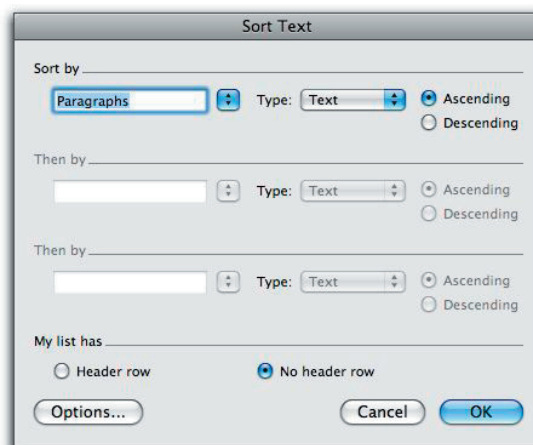 Sort Text
Sort by
Paragraphs Type: Text Ascending
Descending
Then by
Type: Text Ascending
Descending
Then by
Type: Text Ascending
Descending
My list has
Header row No header row
Options... Cancel OK